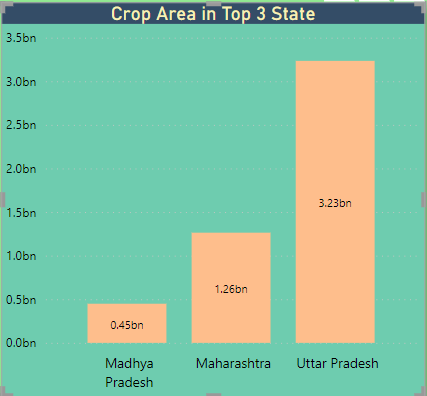 Crop Area in Top 3 State
3.5bn
3.0bn
2.5bn
2.0bn
1.5bn
1.0bn
0.5bn
0.0bn
0.45bn
1.26bn
3.23bn
Madhya
Pradesh
Maharashtra
Uttar Pradesh